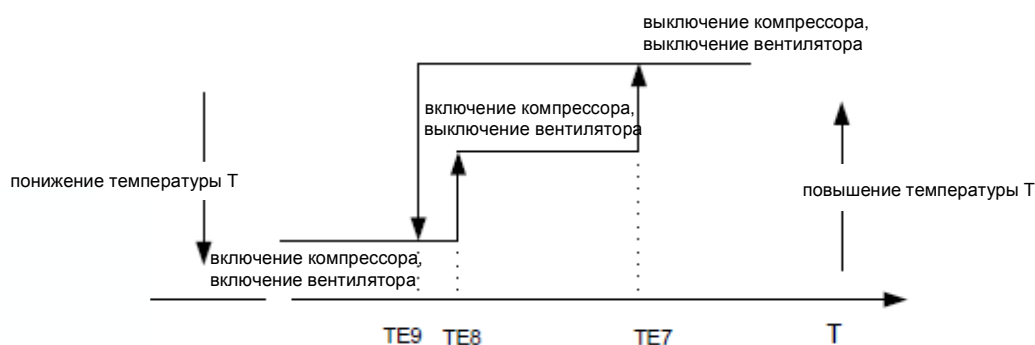 выключение компрессора,
выключение вентилятора
включение компрессора,
выключение вентилятора
понижение температуры T
повышение температуры T
включение компрессора,
включение вентилятора
TE9 TE8 TE7 T